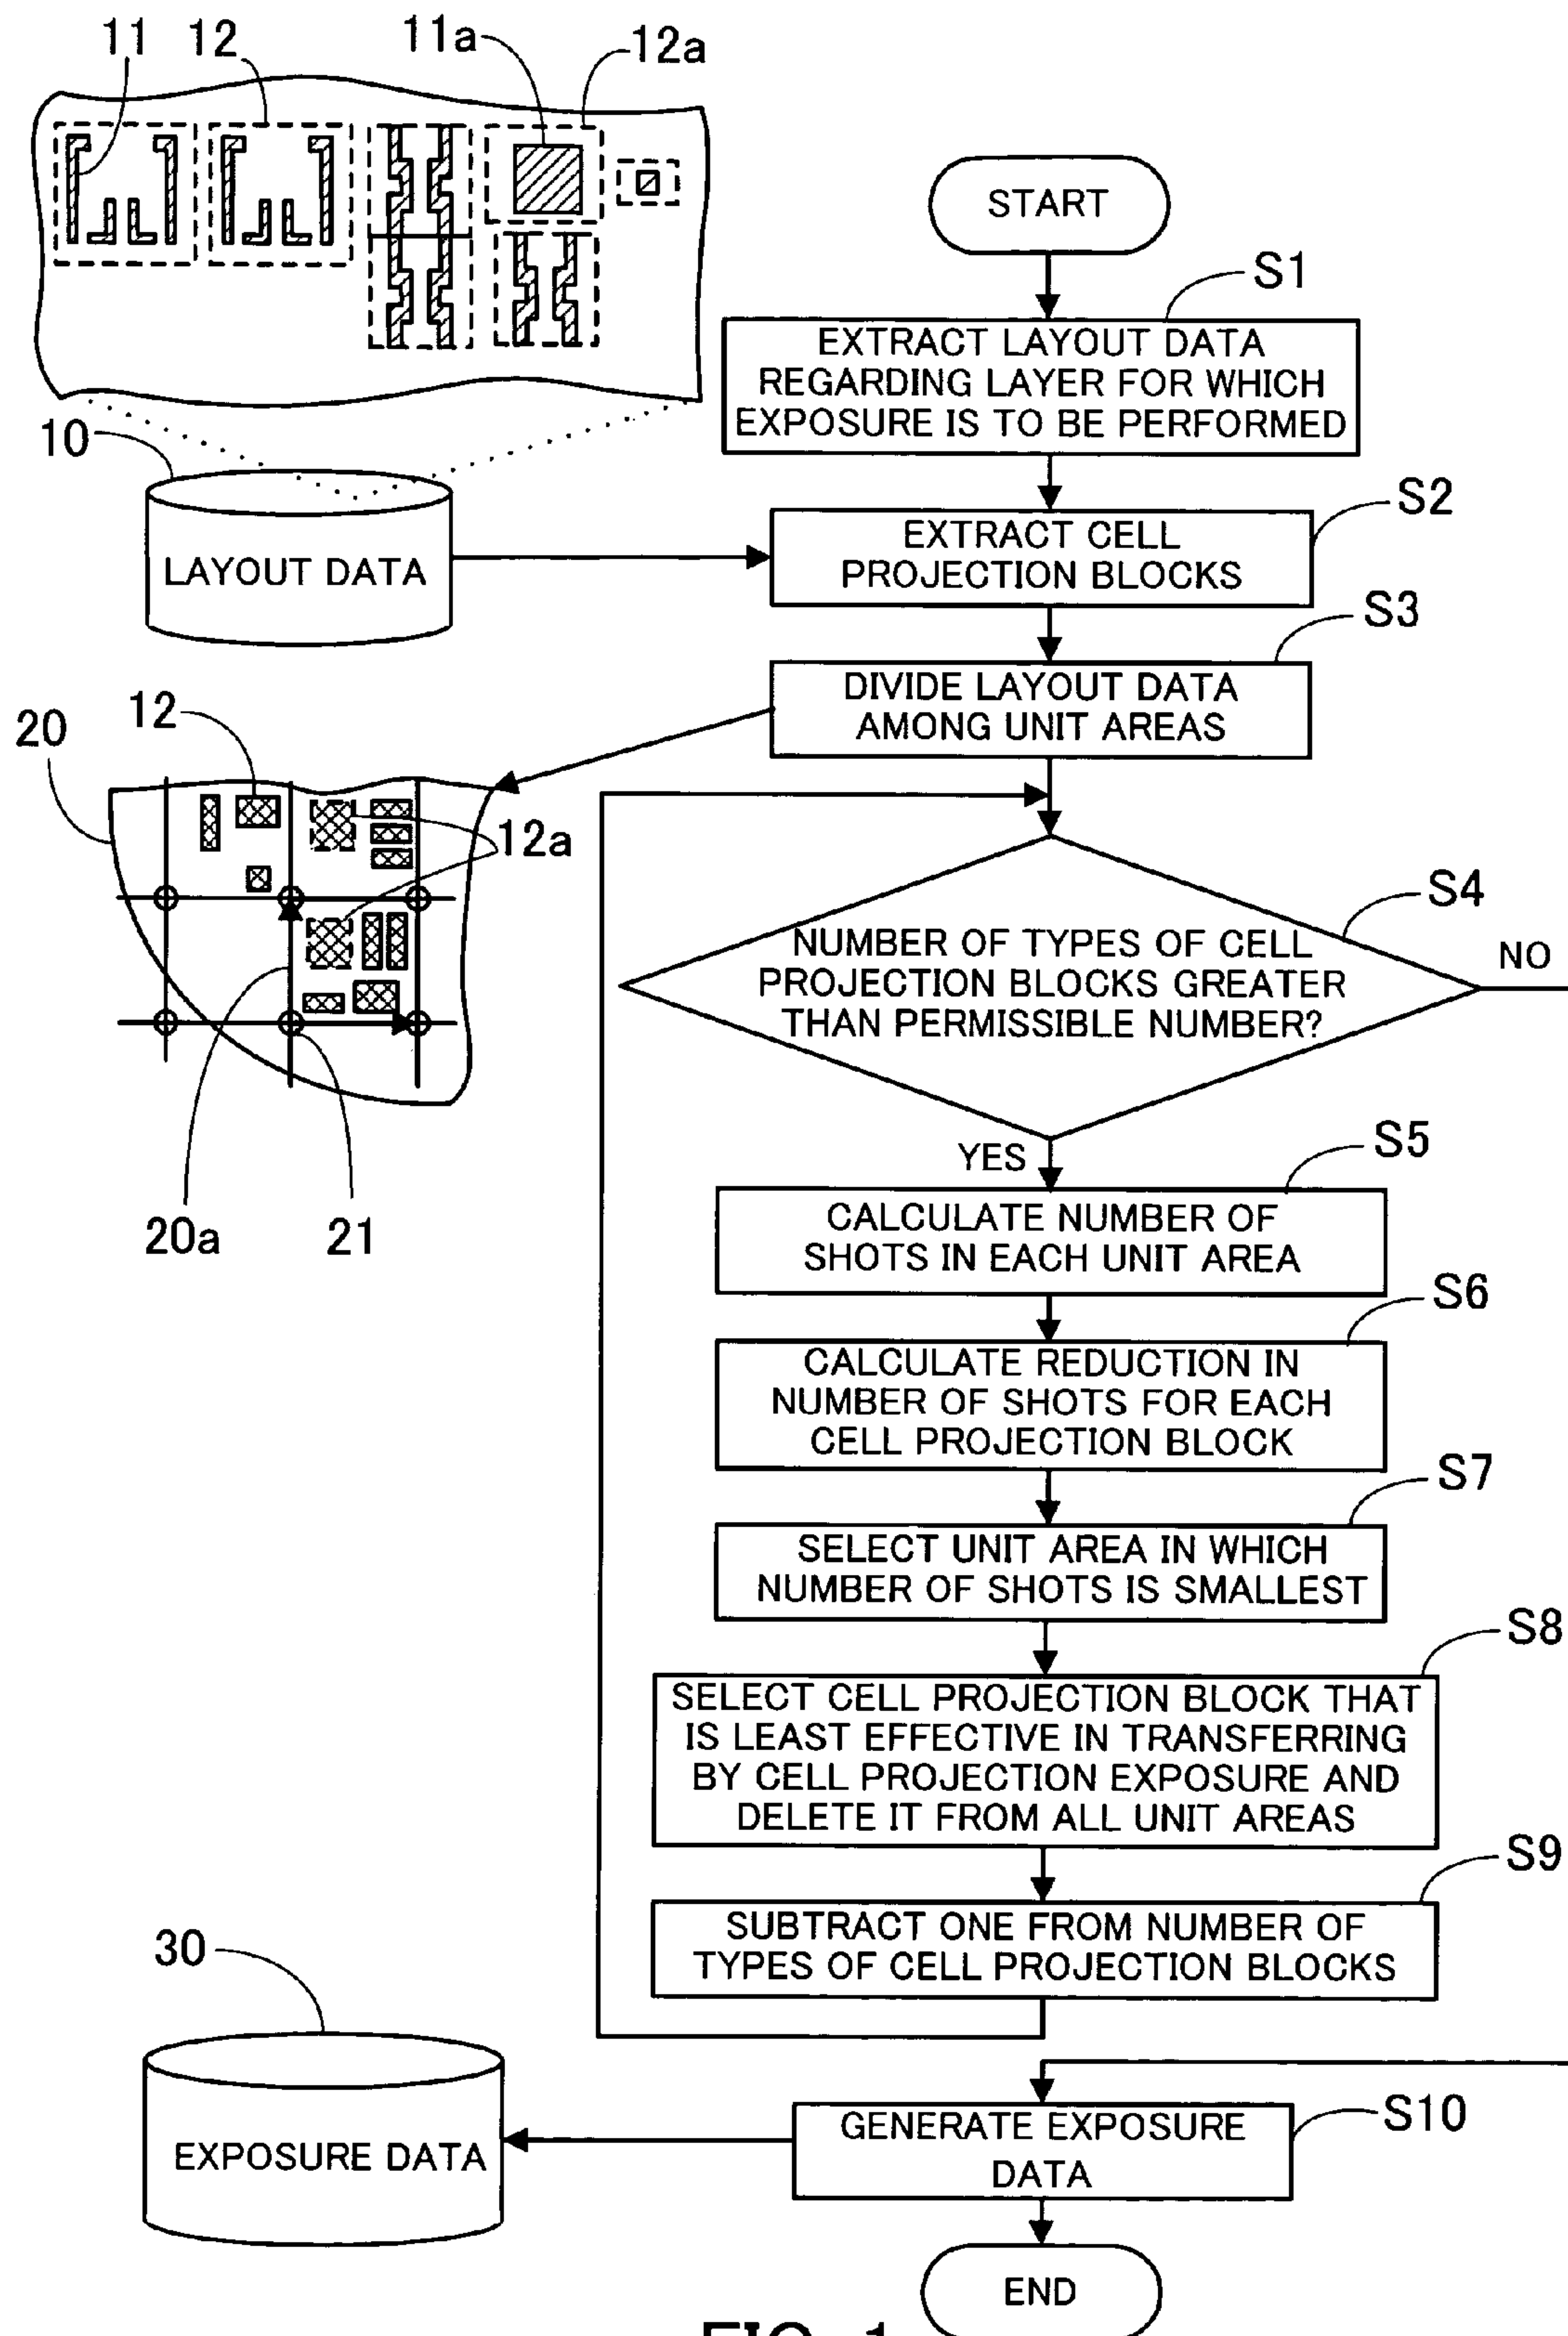 11
12
11a
12a
START
S1
EXTRACT LAYOUT DATA
REGARDING LAYER FOR WHICH
EXPOSURE IS TO BE PERFORMED
10
LAYOUT DATA
S2
EXTRACT CELL
PROJECTION BLOCKS
S3
DIVIDE LAYOUT DATA
AMONG UNIT AREAS
20
12
12a
20a
21
S4
NUMBER OF TYPES OF CELL
PROJECTION BLOCKS GREATER
THAN PERMISSIBLE NUMBER?
NO
YES
S5
CALCULATE NUMBER OF
SHOTS IN EACH UNIT AREA
S6
CALCULATE REDUCTION IN
NUMBER OF SHOTS FOR EACH
CELL PROJECTION BLOCK
S7
SELECT UNIT AREA IN WHICH
NUMBER OF SHOTS IS SMALLEST
S8
SELECT CELL PROJECTION BLOCK THAT
IS LEAST EFFECTIVE IN TRANSFERRING
BY CELL PROJECTION EXPOSURE AND
DELETE IT FROM ALL UNIT AREAS
S9
SUBTRACT ONE FROM NUMBER OF
TYPES OF CELL PROJECTION BLOCKS
30
EXPOSURE DATA
S10
GENERATE EXPOSURE
DATA
END
FIG. 1